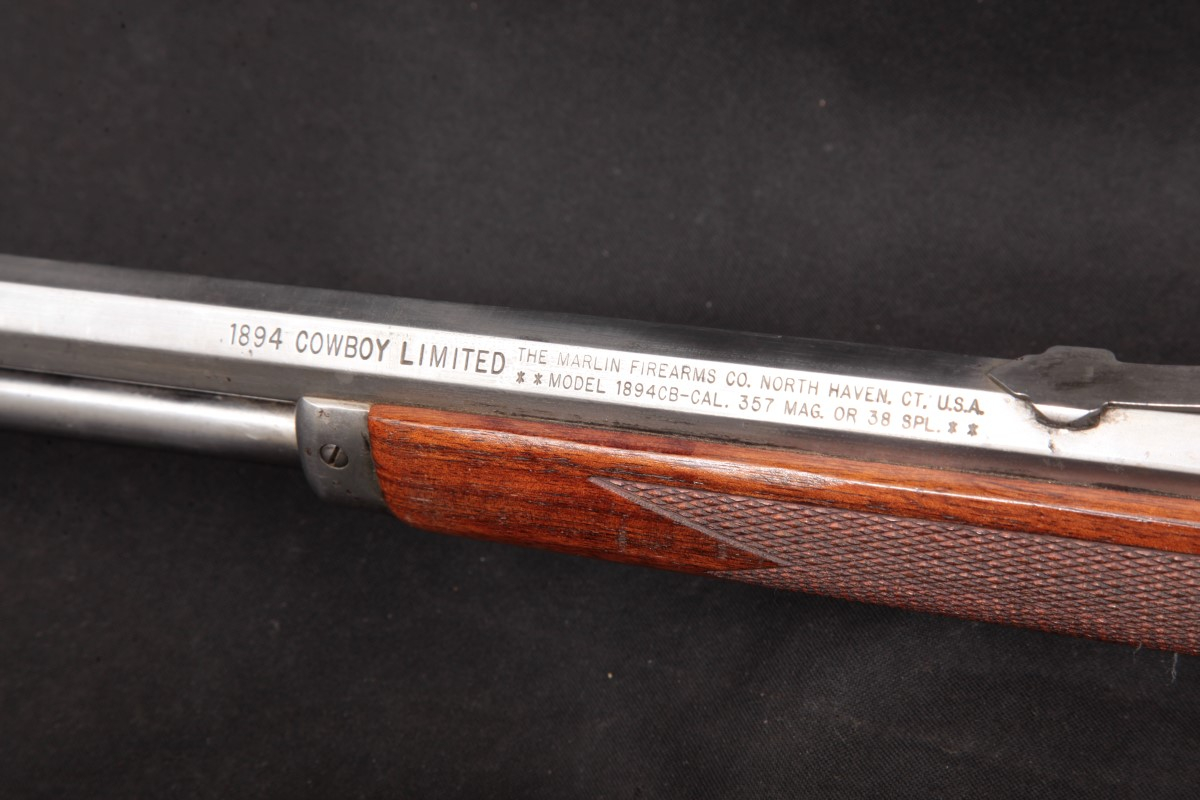 1894 COWBOY LIMITED
THE MARLIN FIREARMS CO. NORTH HAVEN. CT. U.S.A.
**MODEL 1894CB-CAL. 357 MAG. OR 38 SPL.**